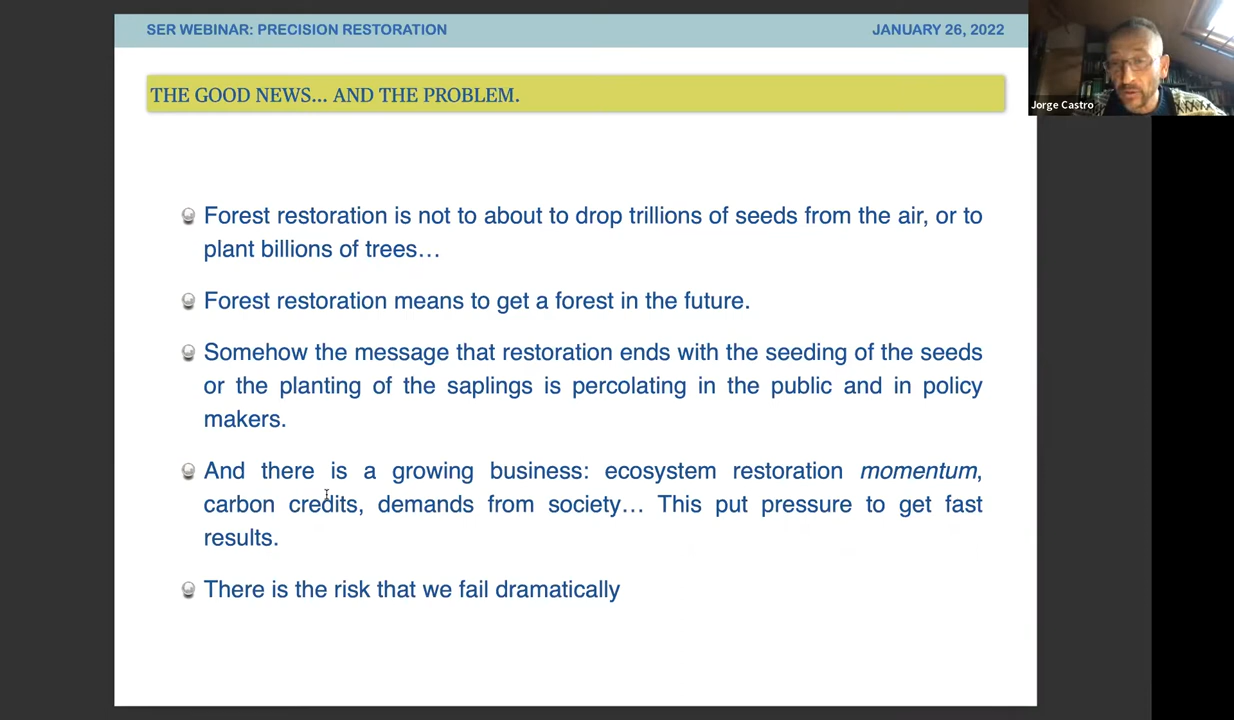 SER WEBINAR: PRECISION RESTORATION
JANUARY 26, 2022
THE GOOD NEWS... AND THE PROBLEM.
Jorge Castro
Forest restoration is not to about to drop trillions of seeds from the air, or to
plant billions of trees…
Forest restoration means to get a forest in the future.
Somehow the message that restoration ends with the seeding of the seeds
or the planting of the saplings is percolating in the public and in policy
makers.
And there is a growing business: ecosystem restoration momentum,
carbon credits, demands from society… This put pressure to get fast
results.
There is the risk that we fail dramatically